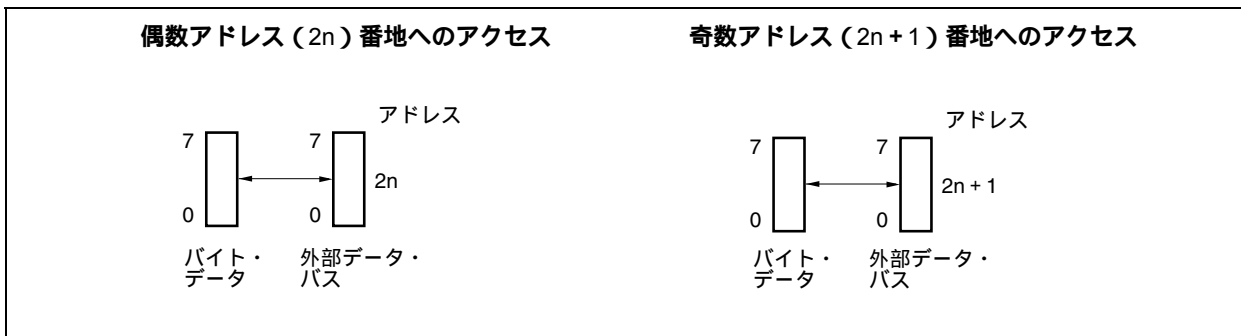 偶数アドレス（2n）番地へのアクセス
奇数アドレス（2n＋1）番地へのアクセス
アドレス
7
7
2n
0
0
バイト・
データ
外部データ・
バス
アドレス
7
7
2n + 1
0
0
バイト・
データ
外部データ・
バス